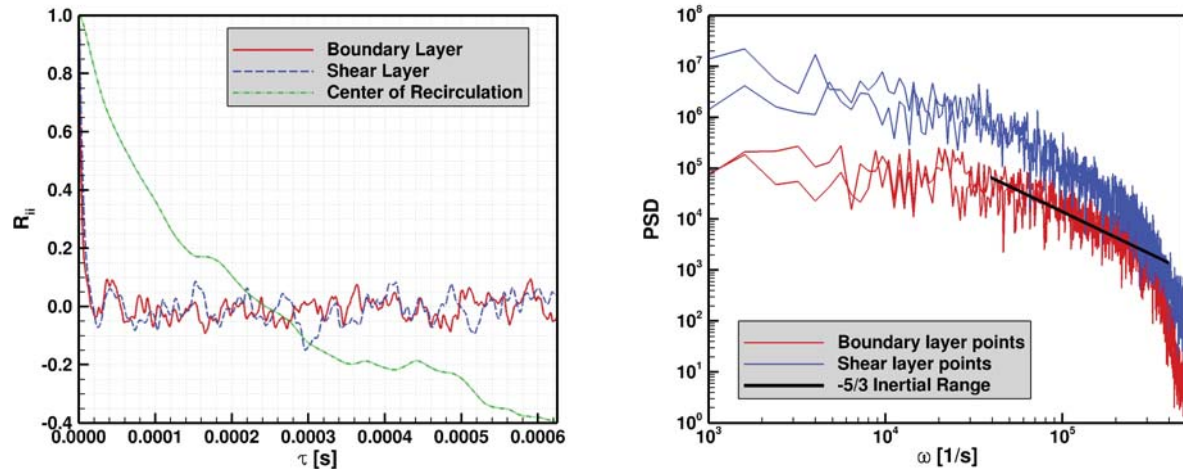 1.0
0.8
0.6
0.4
0.2
0.0
-0.2
-0.4
R_ii
Boundary Layer
Shear Layer
Center of Recirculation
0.0000 0.0001 0.0002 0.0003 0.0004 0.0005 0.0006
τ [s]
10^8
10^7
10^6
10^5
10^4
10^3
10^2
10^1
10^0
PSD
Boundary layer points
Shear layer points
-5/3 Inertial Range
10^3 10^4 10^5
ω [1/s]